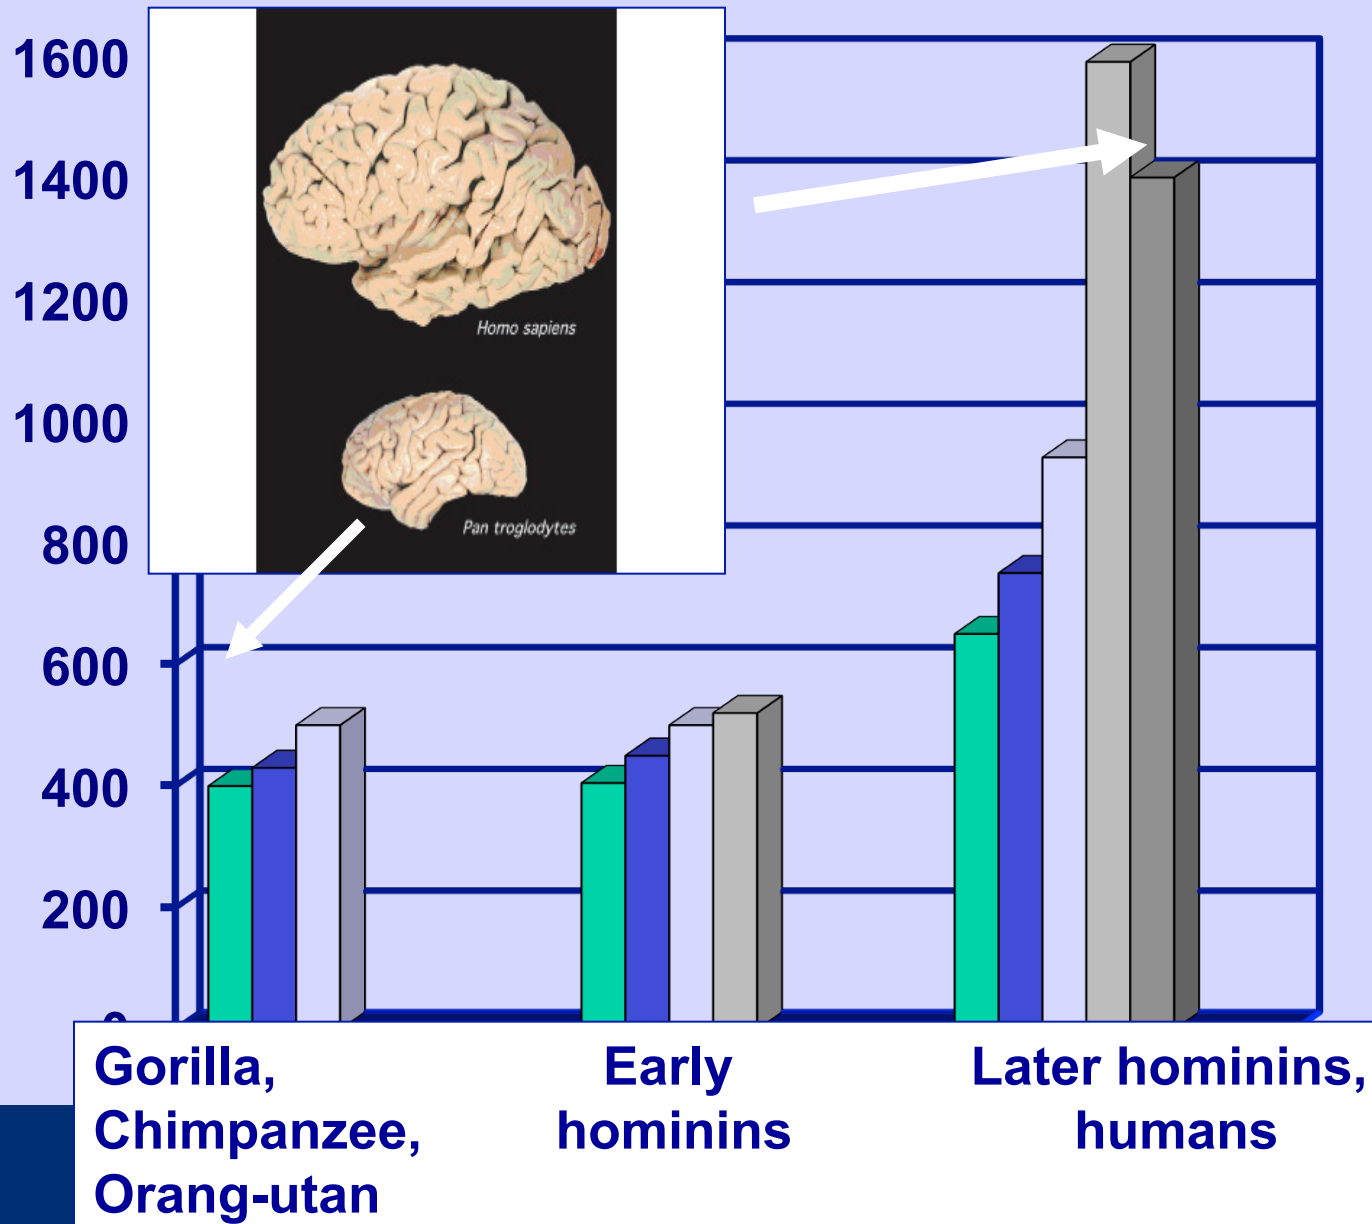 1600
1400
1200
1000
800
600
400
200
Homo sapiens
Pan troglodytes
Gorilla,
Chimpanzee,
Orang-utan
Early
hominins
Later hominins,
humans